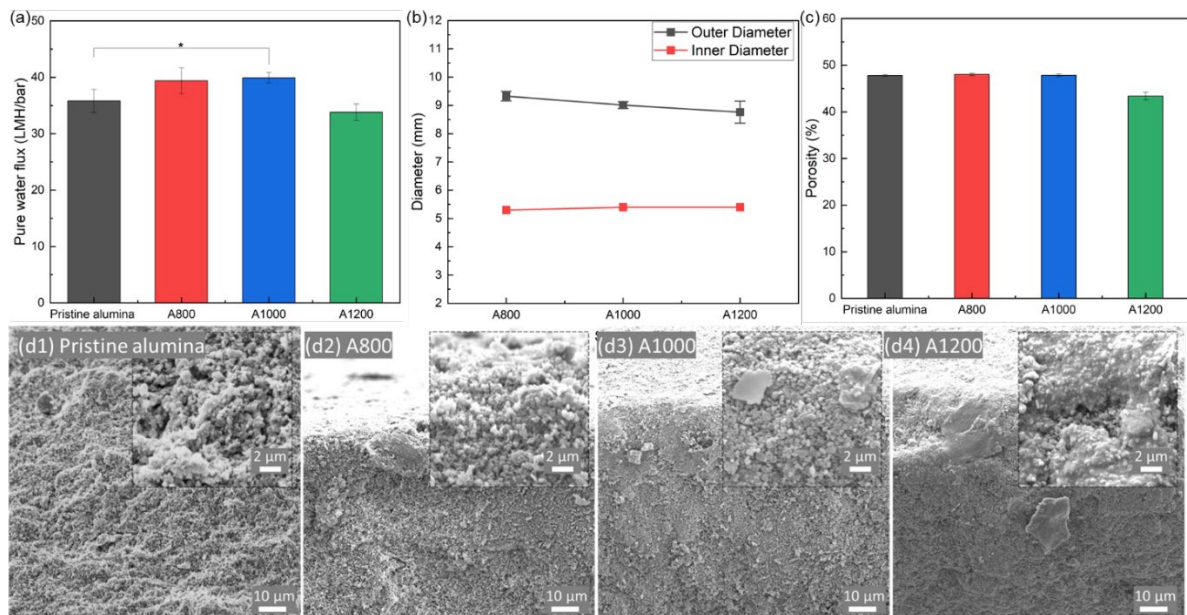 (a)
Pure water flux (LMH/bar)
50
40
30
20
10
0
*
Pristine alumina A800 A1000 A1200
(b)
Diameter (mm)
12
11
10
9
8
7
6
5
4
3
2
Outer Diameter
Inner Diameter
A800 A1000 A1200
(c)
Porosity (%)
60
50
40
30
20
10
0
Pristine alumina A800 A1000 A1200
(d1) Pristine alumina
2 µm
10 µm
(d2) A800
2 µm
10 µm
(d3) A1000
2 µm
10 µm
(d4) A1200
2 µm
10 µm